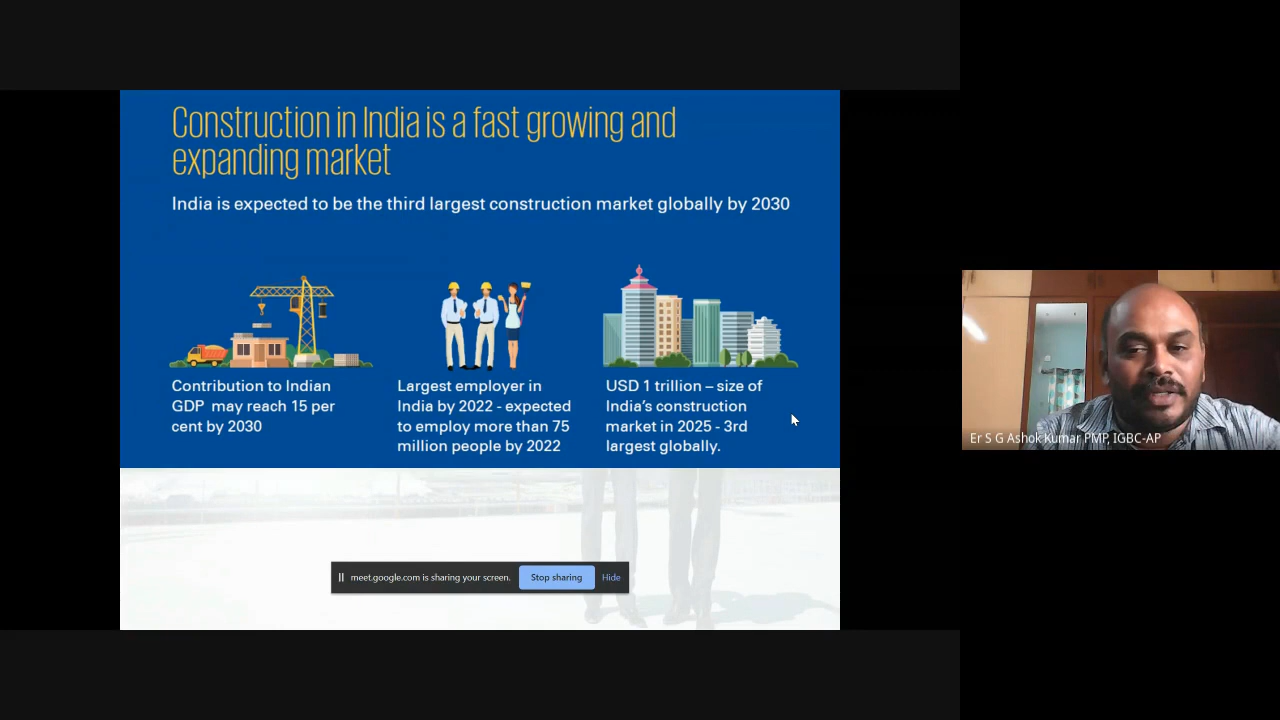 Construction in India is a fast growing and
expanding market
India is expected to be the third largest construction market globally by 2030
Contribution to Indian
GDP may reach 15 per
cent by 2030
Largest employer in
India by 2022 - expected
to employ more than 75
million people by 2022
USD 1 trillion – size of
India's construction
market in 2025 - 3rd
largest globally.
meet.google.com is sharing your screen.
Stop sharing
Hide
Er S G Ashok Kumar PMP, IGBC-AP